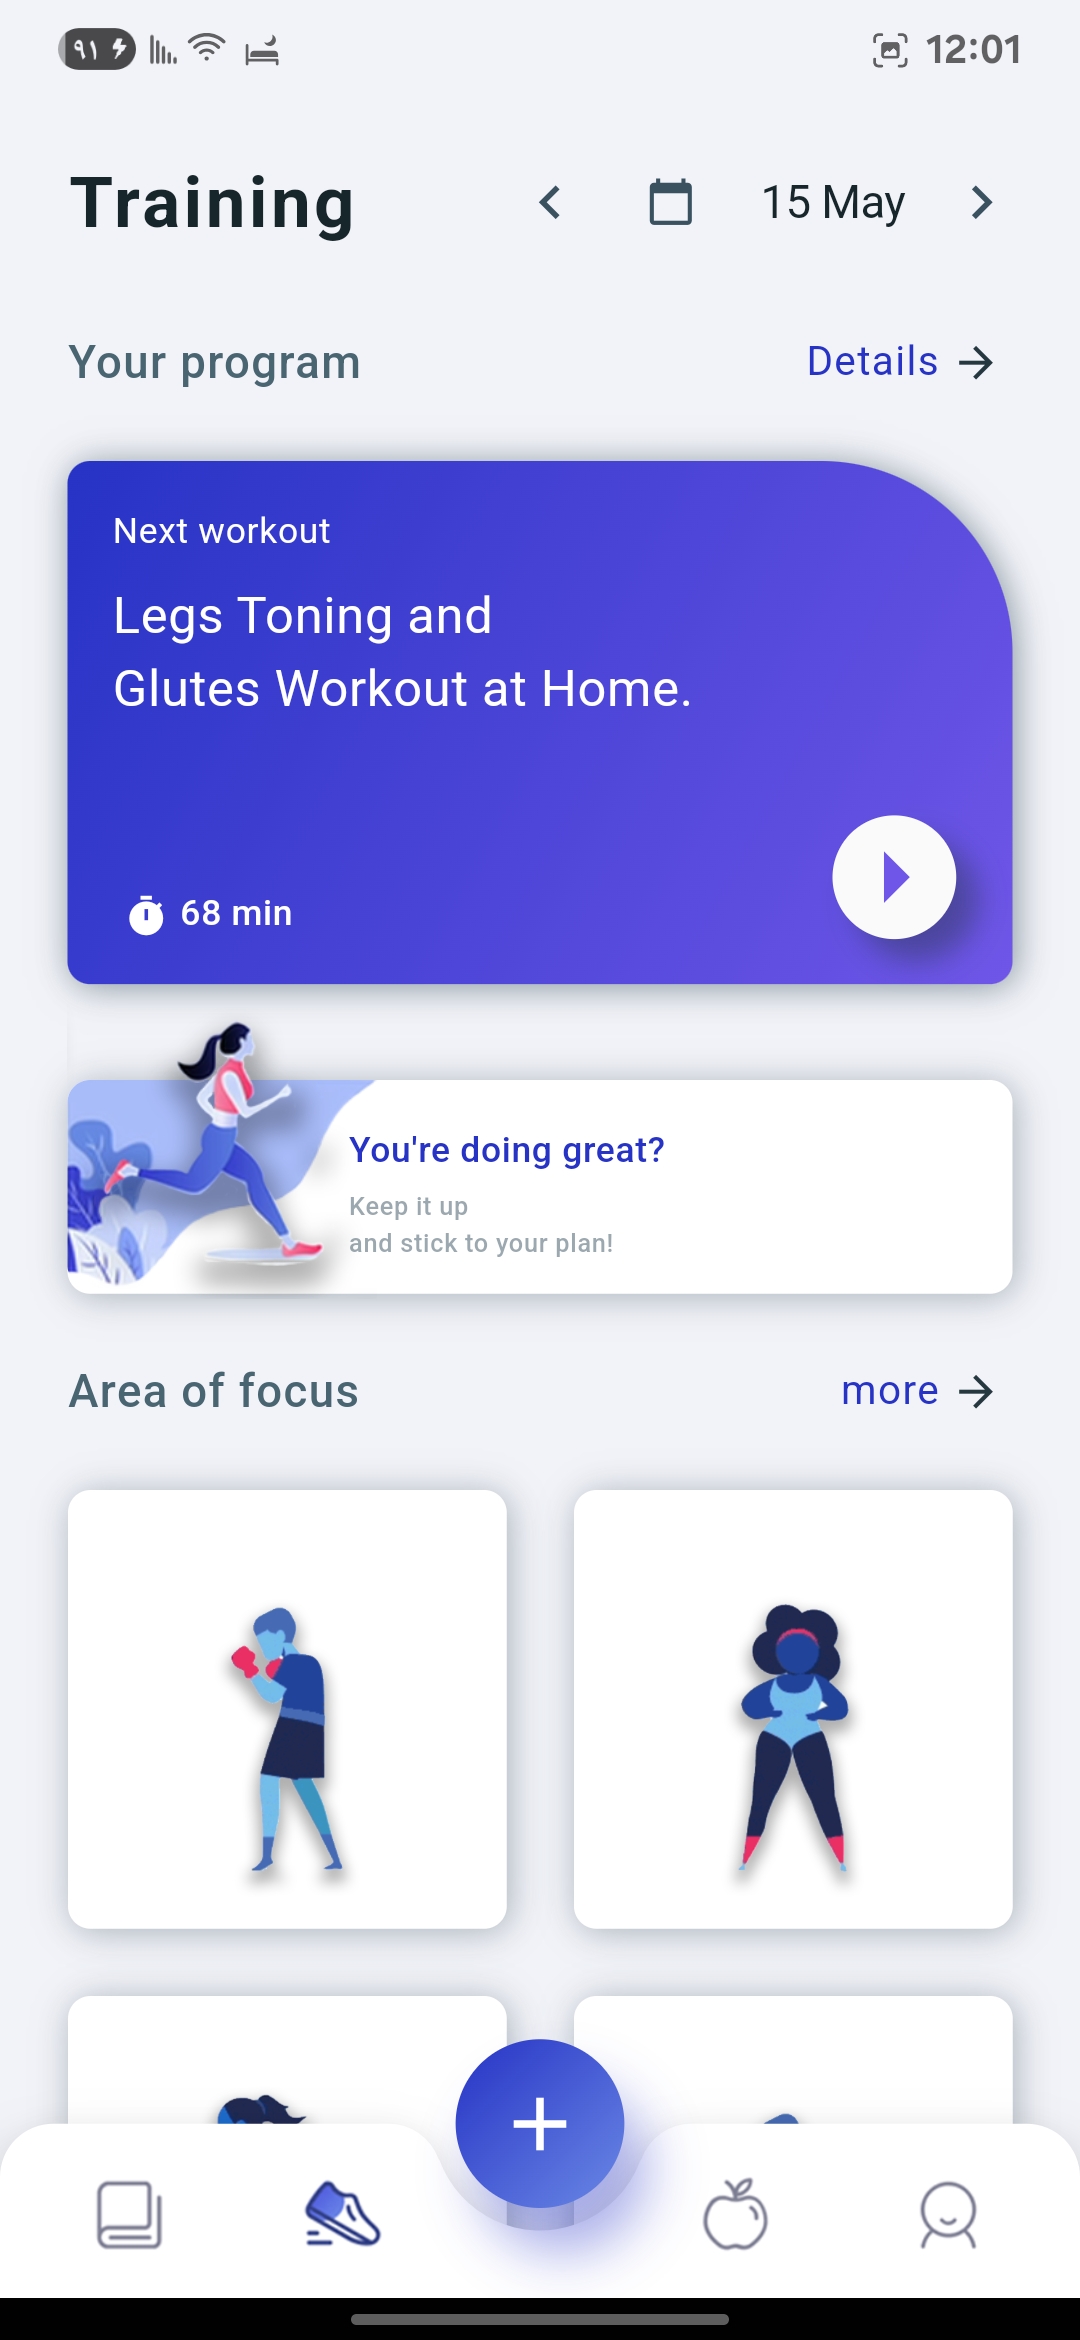 ٩١
12:01
Training
15 May
Your program
Details
Next workout
Legs Toning and
Glutes Workout at Home.
68 min
You're doing great?
Keep it up
and stick to your plan!
Area of focus
more